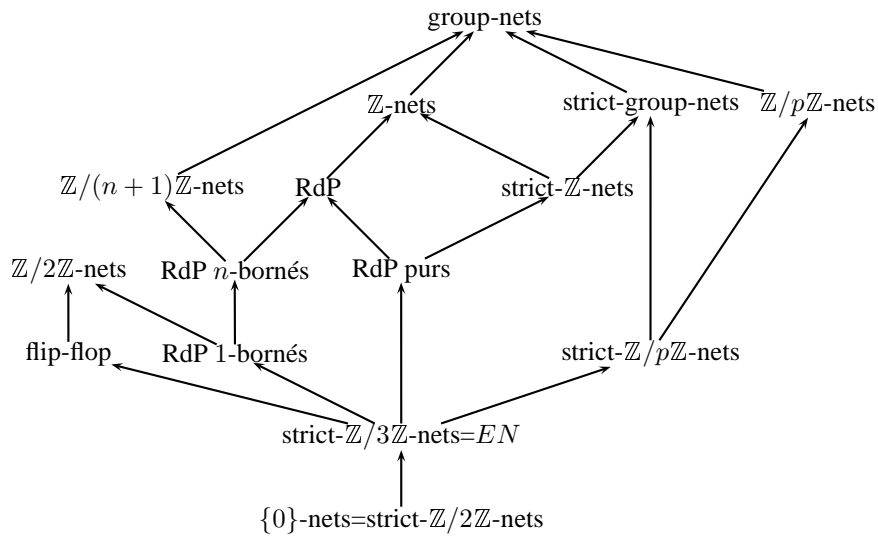 group-nets
ℤ-nets
strict-group-nets
ℤ/pℤ-nets
ℤ/(n + 1)ℤ-nets
RdP
strict-ℤ-nets
ℤ/2ℤ-nets
RdP n-bornés
RdP purs
flip-flop
RdP 1-bornés
strict-ℤ/pℤ-nets
strict-ℤ/3ℤ-nets=EN
{0}-nets=strict-ℤ/2ℤ-nets